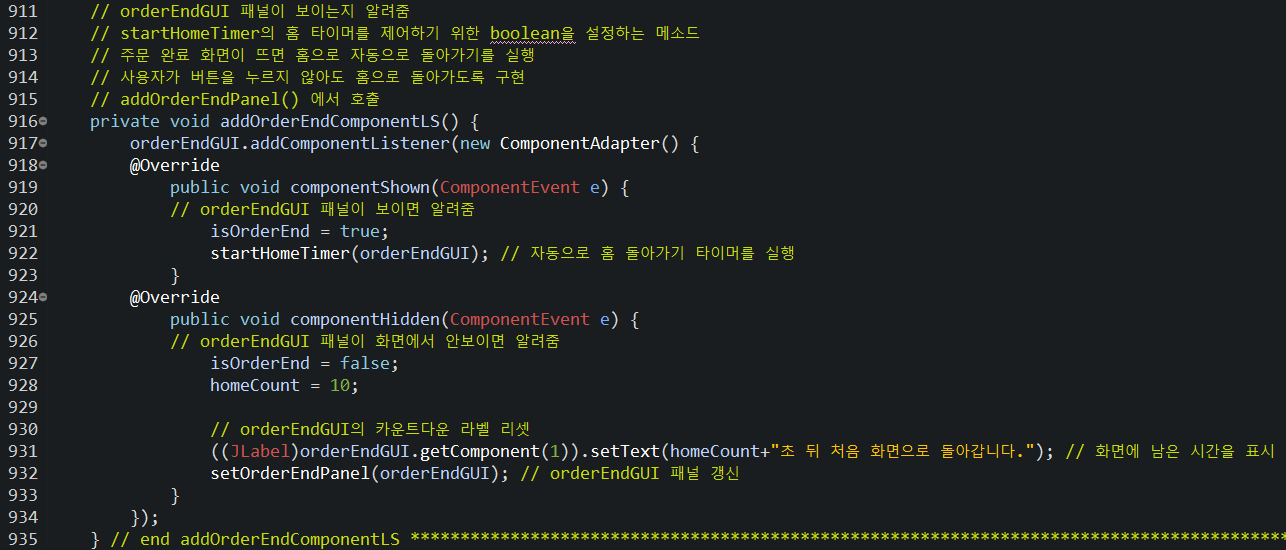 911 // orderEndGUI 패널이 보이는지 알려줌
912 // startHomeTimer의 홈 타이머를 제어하기 위한 boolean을 설정하는 메소드
913 // 주문 완료 화면이 뜨면 홈으로 자동으로 돌아가기를 실행
914 // 사용자가 버튼을 누르지 않아도 홈으로 돌아가도록 구현
915 // addOrderEndPanel() 에서 호출
916 private void addOrderEndComponentLS() {
917 orderEndGUI.addComponentListener(new ComponentAdapter() {
918 @Override
919 public void componentShown(ComponentEvent e) {
920 // orderEndGUI 패널이 보이면 알려줌
921 isOrderEnd = true;
922 startHomeTimer(orderEndGUI); // 자동으로 홈 돌아가기 타이머를 실행
923 }
924 @Override
925 public void componentHidden(ComponentEvent e) {
926 // orderEndGUI 패널이 화면에서 안보이면 알려줌
927 isOrderEnd = false;
928 homeCount = 10;
929
930 // orderEndGUI의 카운트다운 라벨 리셋
931 ((JLabel)orderEndGUI.getComponent(1)).setText(homeCount+"초 뒤 처음 화면으로 돌아갑니다."); // 화면에 남은 시간을 표시
932 setOrderEndPanel(orderEndGUI); // orderEndGUI 패널 갱신
933 }
934 });
935 } // end addOrderEndComponentLS ****************************************************************************************